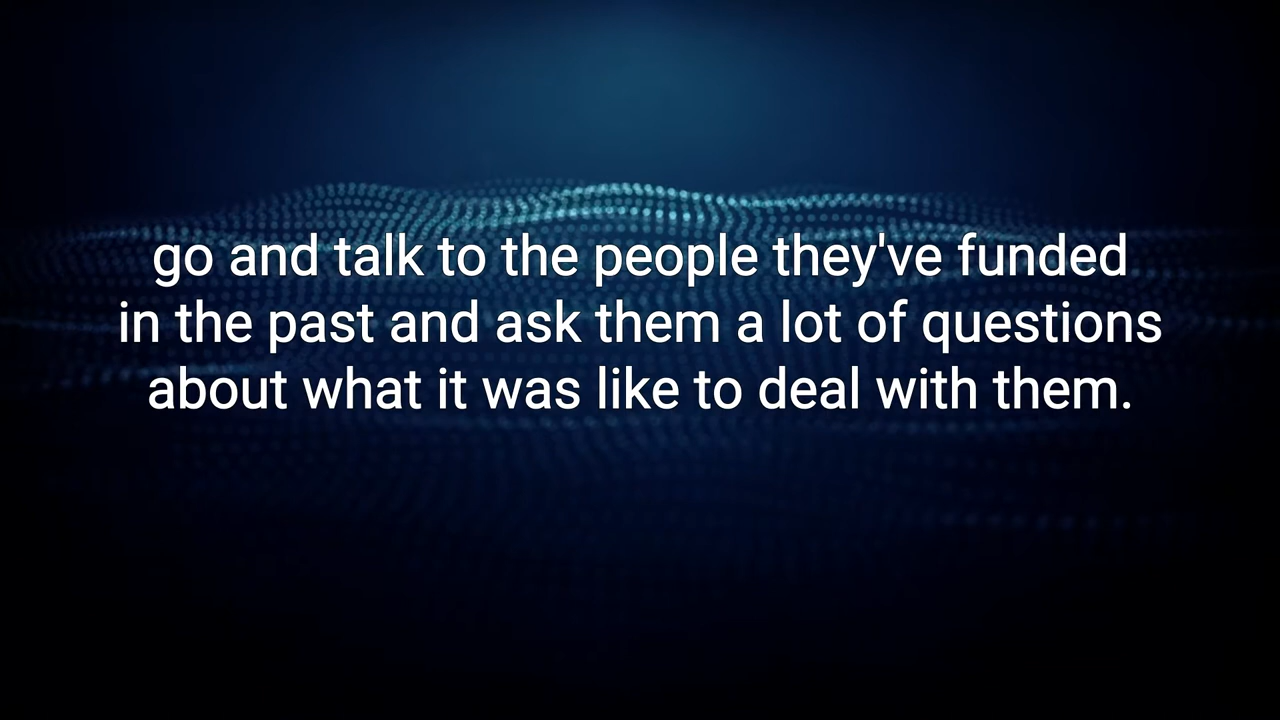 go and talk to the people they've funded
in the past and ask them a lot of questions
about what it was like to deal with them.